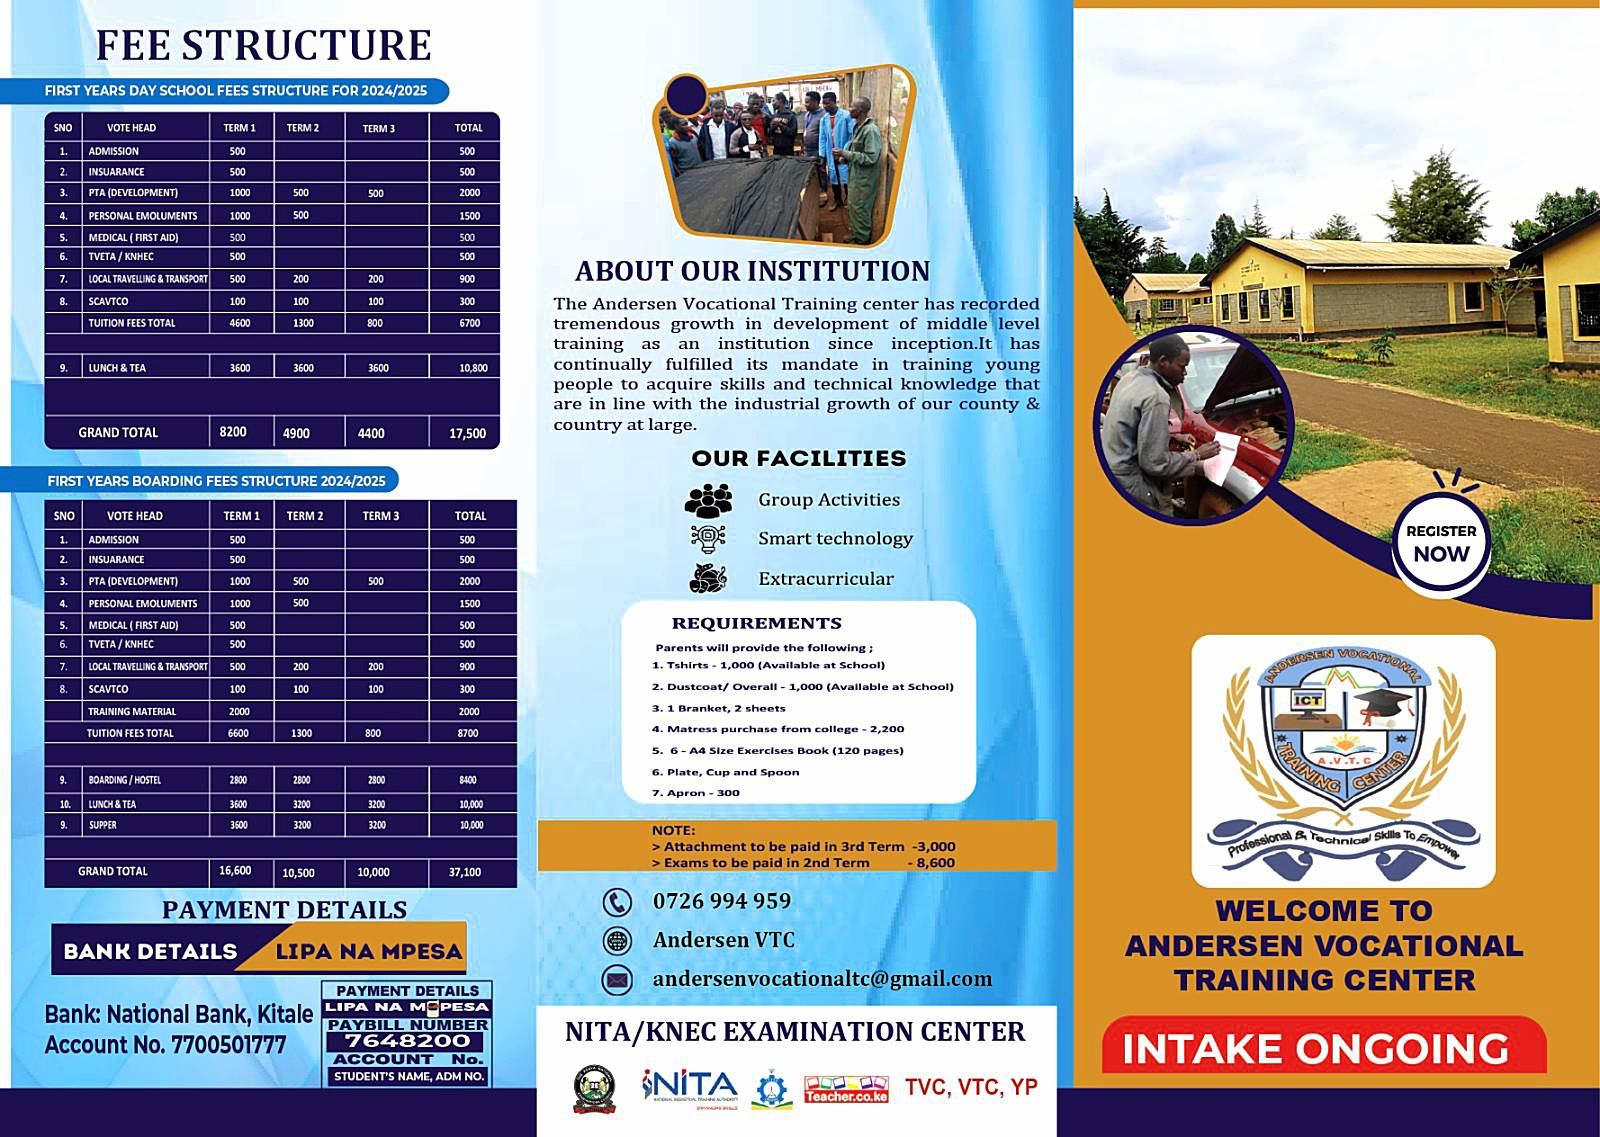 FEE STRUCTURE
FIRST YEARS DAY SCHOOL FEES STRUCTURE FOR 2024/2025
SNO VOTE HEAD TERM 1 TERM 2 TERM 3 TOTAL
1. ADMISSION 500 500
2. INSUARANCE 500 500
3. PTA (DEVELOPMENT) 1000 500 500 2000
4. PERSONAL EMOLUMENTS 1000 500 1500
5. MEDICAL ( FIRST AID) 500 500
6. TVETA / KNHEC 500 500
7. LOCAL TRAVELLING & TRANSPORT 500 200 200 900
8. SCAVTCO 100 100 100 300
TUITION FEES TOTAL 4600 1300 800 6700
9. LUNCH & TEA 3600 3600 3600 10,800
GRAND TOTAL 8200 4900 4400 17,500
FIRST YEARS BOARDING FEES STRUCTURE 2024/2025
SNO VOTE HEAD TERM 1 TERM 2 TERM 3 TOTAL
1. ADMISSION 500 500
2. INSUARANCE 500 500
3. PTA (DEVELOPMENT) 1000 500 500 2000
4. PERSONAL EMOLUMENTS 1000 500 1500
5. MEDICAL ( FIRST AID) 500 500
6. TVETA / KNHEC 500 500
7. LOCAL TRAVELLING & TRANSPORT 500 200 200 900
8. SCAVTCO 100 100 100 300
TRAINING MATERIAL 2000 2000
TUITION FEES TOTAL 6600 1300 800 8700
9. BOARDING / HOSTEL 2800 2800 2800 8400
10. LUNCH & TEA 3600 3200 3200 10,000
9. SUPPER 3600 3200 3200 10,000
GRAND TOTAL 16,600 10,500 10,000 37,100
PAYMENT DETAILS
BANK DETAILS LIPA NA MPESA
Bank: National Bank, Kitale
Account No. 7700501777
PAYMENT DETAILS
LIPA NA M PESA
PAYBILL NUMBER
7648200
ACCOUNT No.
STUDENT'S NAME, ADM NO.
ABOUT OUR INSTITUTION
The Andersen Vocational Training center has recorded
tremendous growth in development of middle level
training as an institution since inception.It has
continually fulfilled its mandate in training young
people to acquire skills and technical knowledge that
are in line with the industrial growth of our county &
country at large.
OUR FACILITIES
Group Activities
Smart technology
Extracurricular
REQUIREMENTS
Parents will provide the following ;
1. Tshirts - 1,000 (Available at School)
2. Dustcoat/ Overall - 1,000 (Available at School)
3. 1 Branket, 2 sheets
4. Matress purchase from college - 2,200
5. 6 - A4 Size Exercises Book (120 pages)
6. Plate, Cup and Spoon
7. Apron - 300
NOTE:
> Attachment to be paid in 3rd Term -3,000
> Exams to be paid in 2nd Term - 8,600
0726 994 959
Andersen VTC
andersenvocationaltc@gmail.com
NITA/KNEC EXAMINATION CENTER
NITA
NATIONAL INDUSTRIAL TRAINING AUTHORITY
Teacher.co.ke
TVC, VTC, YP
REGISTER
NOW
ANDERSEN VOCATIONAL
ICT
A.V.T.C
TRAINING CENTER
Professional & Technical Skills To Empower
WELCOME TO
ANDERSEN VOCATIONAL
TRAINING CENTER
INTAKE ONGOING